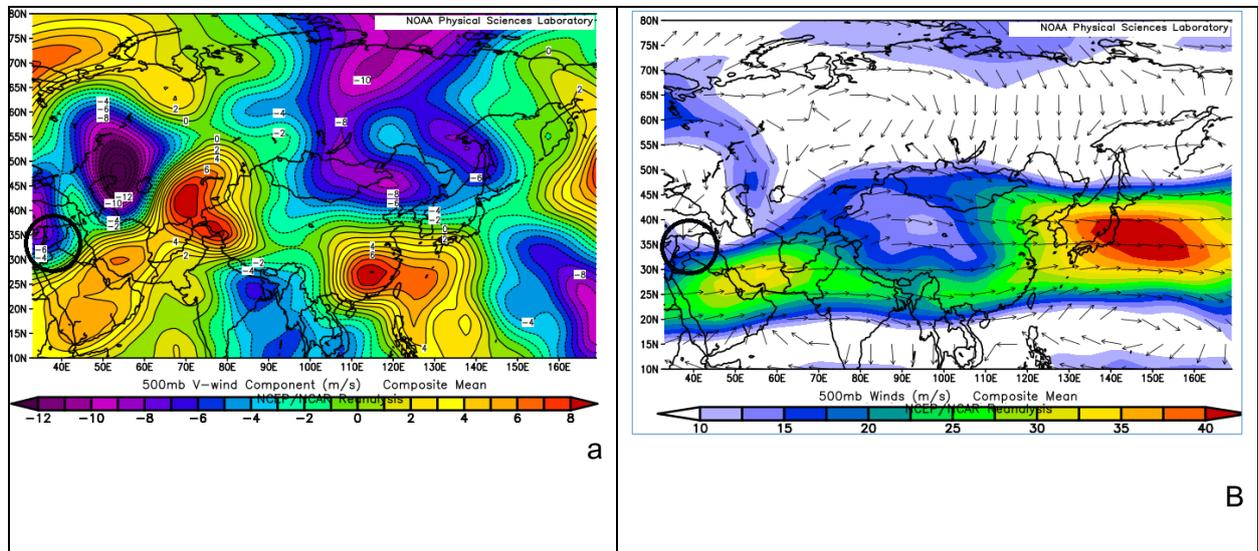 NOAA Physical Sciences Laboratory
80N
75N
70N
65N
60N
55N
50N
45N
40N
35N
30N
25N
20N
15N
10N
40E 50E 60E 70E 80E 90E 100E 110E 120E 130E 140E 150E 160E
500mb V-wind Component (m/s) Composite Mean
NCEP/NCAR Reanalysis
-12 -10 -8 -6 -4 -2 0 2 4 6 8
a
NOAA Physical Sciences Laboratory
80N
75N
70N
65N
60N
55N
50N
45N
40N
35N
30N
25N
20N
15N
10N
40E 50E 60E 70E 80E 90E 100E 110E 120E 130E 140E 150E 160E
500mb Winds (m/s) Composite Mean
NCEP/NCAR Reanalysis
10 15 20 25 30 35 40
B